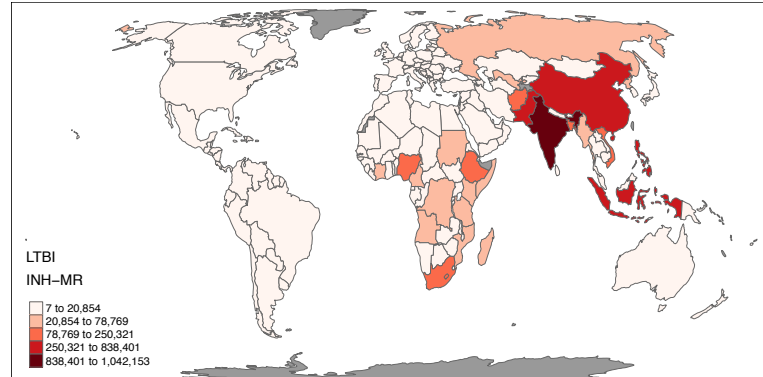 LTBI
INH−MR
7 to 20,854
20,854 to 78,769
78,769 to 250,321
250,321 to 838,401
838,401 to 1,042,153